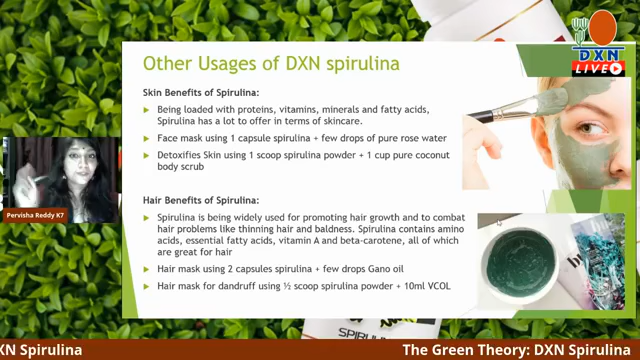 Other Usages of DXN spirulina
DXN
LIVE
Skin Benefits of Spirulina:
Being loaded with proteins, vitamins, minerals and fatty acids,
Spirulina has a lot to offer in terms of skincare.
Face mask using 1 capsule spirulina + few drops of pure rose water
Detoxifies Skin using 1 scoop spirulina powder + 1 cup pure coconut
body scrub
Pervisha Reddy K7
Hair Benefits of Spirulina:
Spirulina is being widely used for promoting hair growth and to combat
hair problems like thinning hair and baldness. Spirulina contains amino
acids, essential fatty acids, vitamin A and beta-carotene, all of which
are great for hair
Hair mask using 2 capsules spirulina + few drops Gano oil
Hair mask for dandruff using ½ scoop spirulina powder + 10ml VCOL
SPIRUL
XN Spirulina
The Green Theory: DXN Spirulina